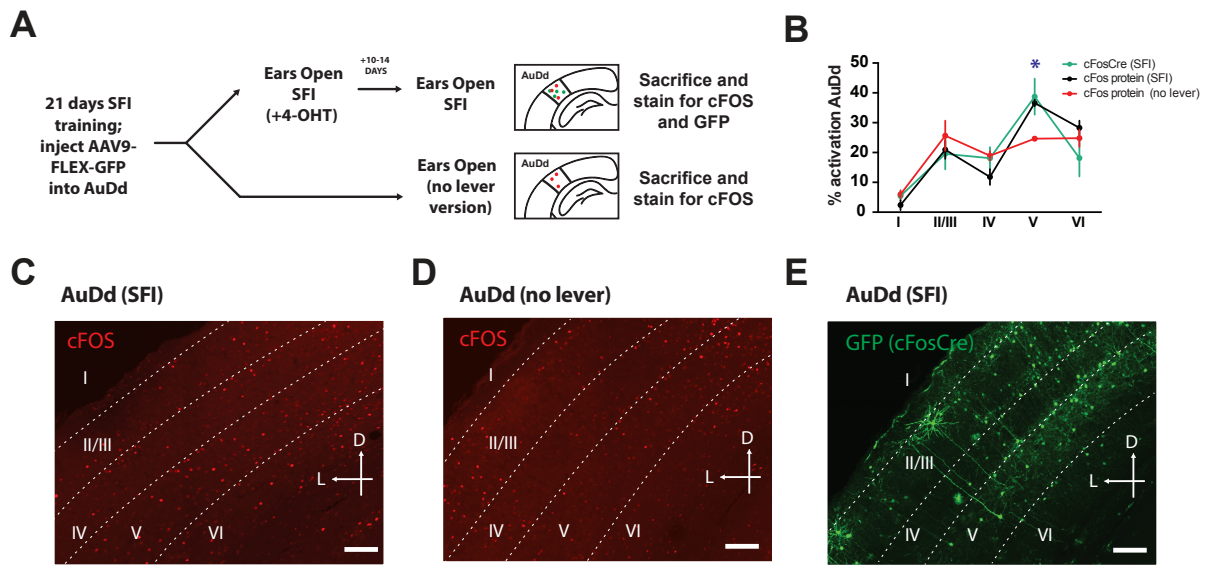 A
21 days SFI
training;
inject AAV9-
FLEX-GFP
into AuDd
Ears Open
SFI
(+4-OHT)
+10-14
DAYS
Ears Open
SFI
AuDd
Sacrifice and
stain for cFOS
and GFP
Ears Open
(no lever
version)
AuDd
Sacrifice and
stain for cFOS
B
% activation AuDd
50
40
30
20
10
0
I II/III IV V VI
*
cFosCre (SFI)
cFos protein (SFI)
cFos protein (no lever)
C
AuDd (SFI)
cFOS
I
II/III
IV V VI
D
L
D
AuDd (no lever)
cFOS
I
II/III
IV V VI
D
L
E
AuDd (SFI)
GFP (cFosCre)
I
II/III
IV V VI
D
L